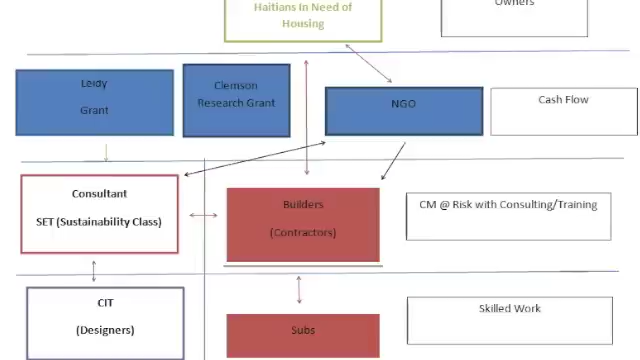 Haitians In Need of
Housing
Owners
Leidy
Grant
Clemson
Research Grant
NGO
Cash Flow
Consultant
SET (Sustainability Class)
Builders
(Contractors)
CM @ Risk with Consulting/Training
CIT
(Designers)
Subs
Skilled Work